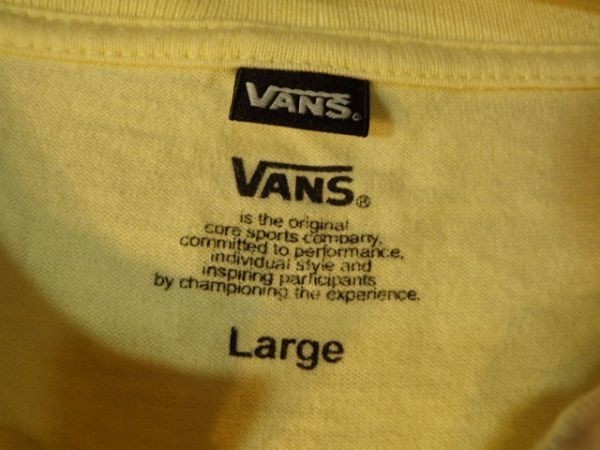 VANS®
VANS®
is the original
core sports company,
committed to performance,
individual style and
inspiring participants
by championing the experience.
Large